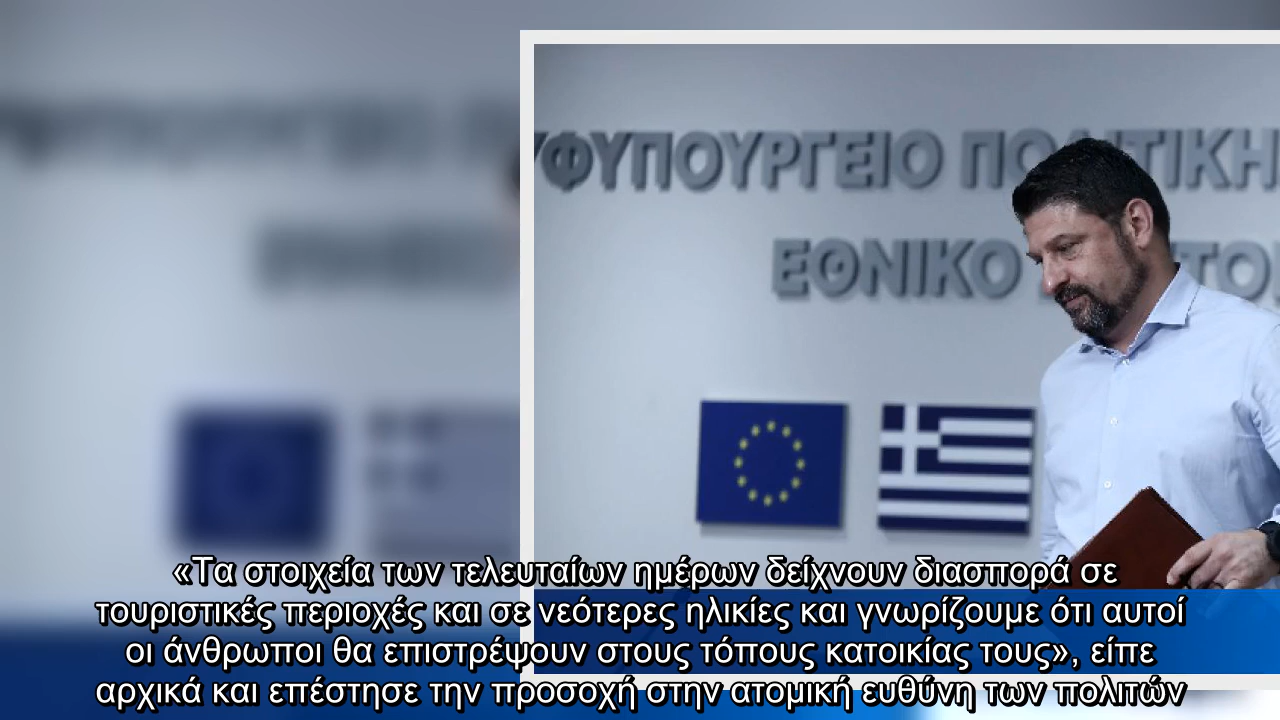 ΥΦΥΠΟΥΡΓΕΙΟ
ΕΘΝΙΚΟ
«Τα στοιχεία των τελευταίων ημέρων δείχνουν διασπορά σε
τουριστικές περιοχές και σε νεότερες ηλικίες και γνωρίζουμε ότι αυτοί
οι άνθρωποι θα επιστρέψουν στους τόπους κατοικίας τους», είπε
αρχικά και επέστησε την προσοχή στην ατομική ευθύνη των πολιτών